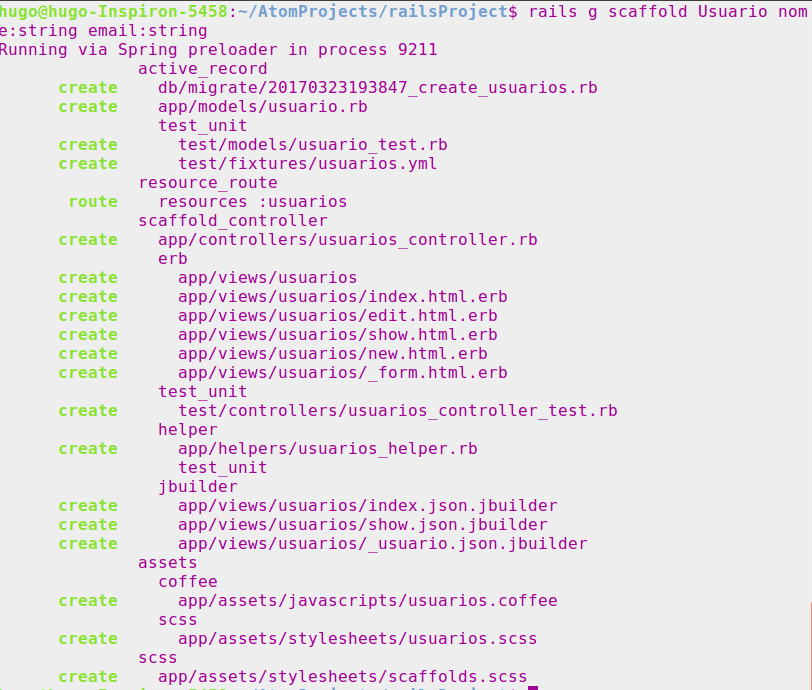 hugo@hugo-Inspiron-5458:~/AtomProjects/railsProject$ rails g scaffold Usuario nom
e:string email:string
Running via Spring preloader in process 9211
active_record
create db/migrate/20170323193847_create_usuarios.rb
create app/models/usuario.rb
test_unit
create test/models/usuario_test.rb
create test/fixtures/usuarios.yml
resource_route
route resources :usuarios
scaffold_controller
create app/controllers/usuarios_controller.rb
erb
create app/views/usuarios
create app/views/usuarios/index.html.erb
create app/views/usuarios/edit.html.erb
create app/views/usuarios/show.html.erb
create app/views/usuarios/new.html.erb
create app/views/usuarios/_form.html.erb
test_unit
create test/controllers/usuarios_controller_test.rb
helper
create app/helpers/usuarios_helper.rb
test_unit
jbuilder
create app/views/usuarios/index.json.jbuilder
create app/views/usuarios/show.json.jbuilder
create app/views/usuarios/_usuario.json.jbuilder
assets
coffee
create app/assets/javascripts/usuarios.coffee
scss
create app/assets/stylesheets/usuarios.scss
scss
create app/assets/stylesheets/scaffolds.scss